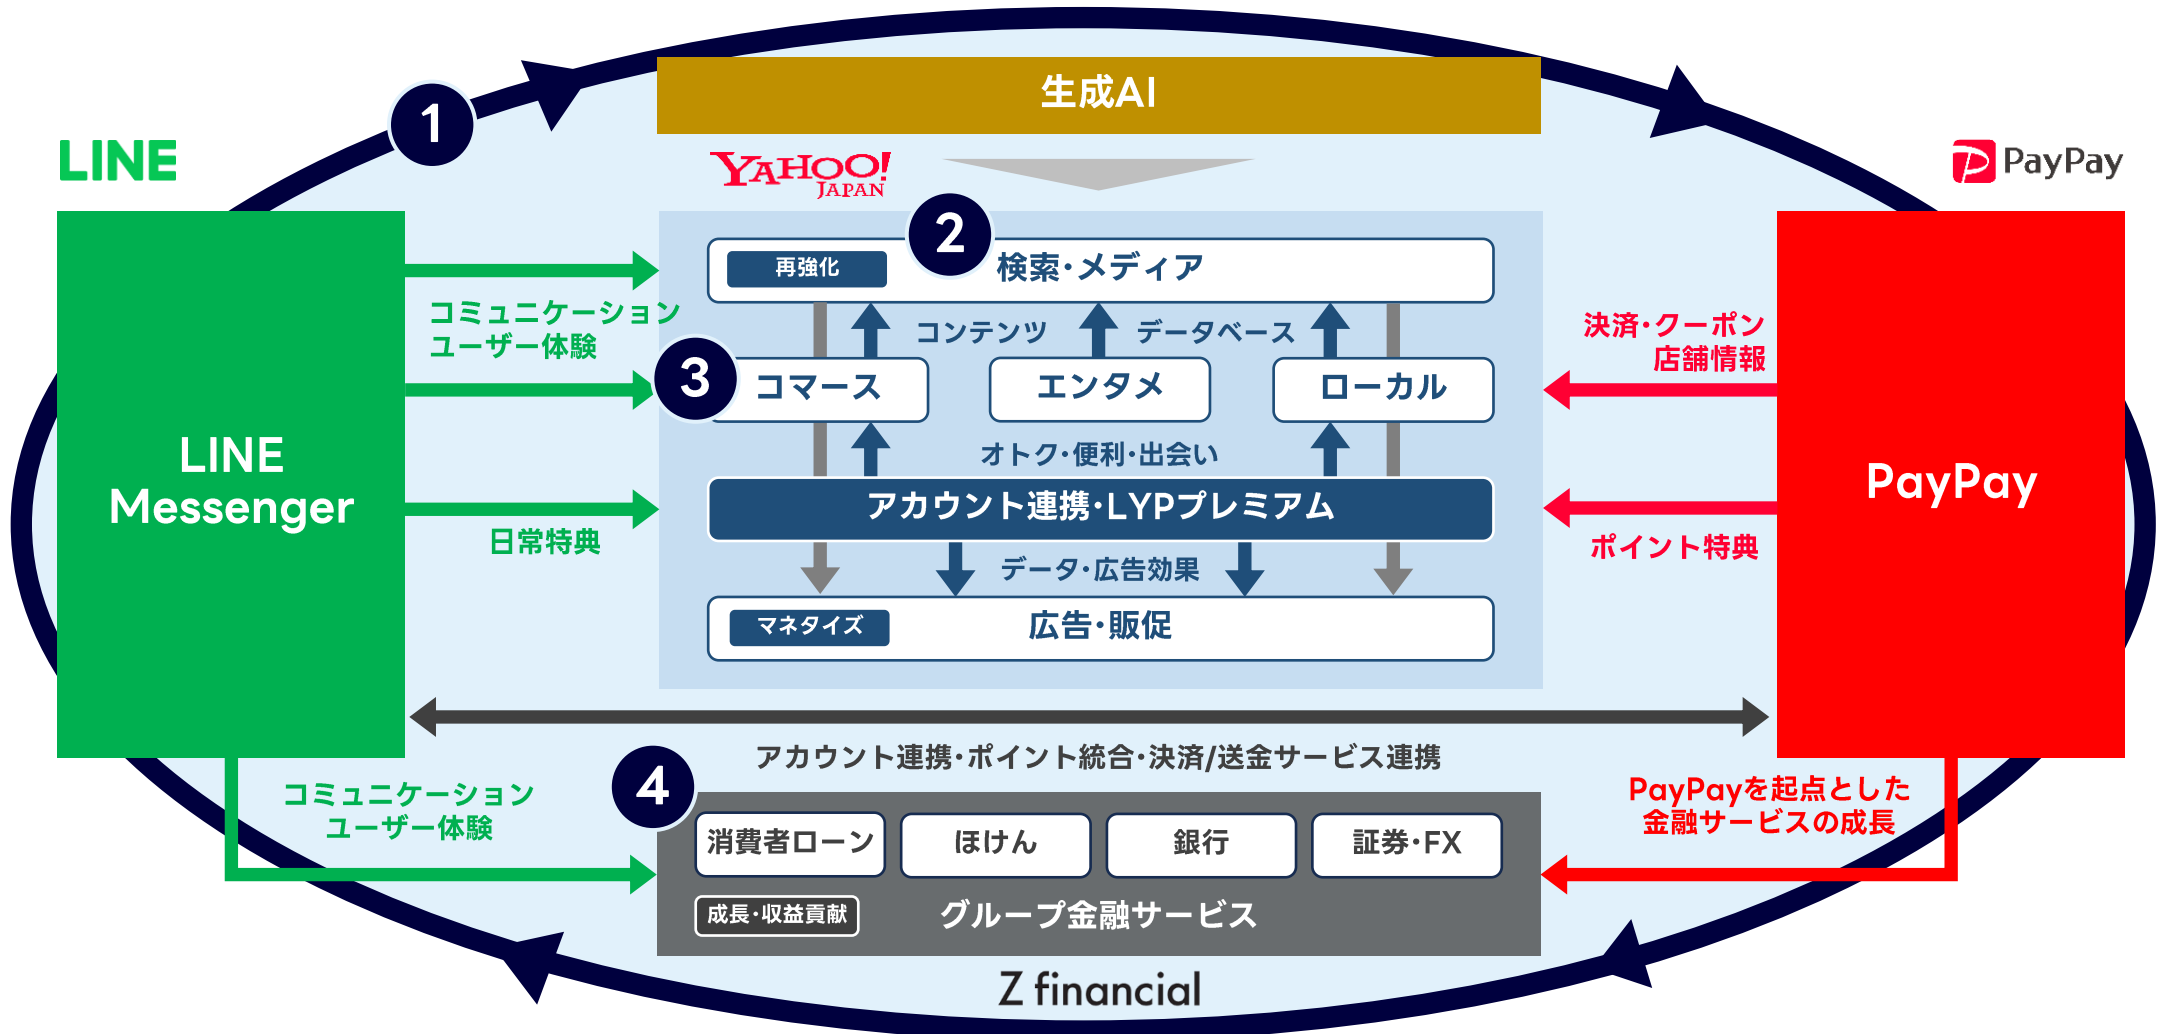 生成AI
1
LINE
YAHOO!
JAPAN
PayPay
2
再強化
検索・メディア
コミュニケーション
ユーザー体験
コンテンツ
データベース
決済・クーポン
店舗情報
3
コマース
エンタメ
ローカル
LINE
Messenger
オトク・便利・出会い
PayPay
アカウント連携・LYPプレミアム
日常特典
ポイント特典
データ・広告効果
マネタイズ
広告・販促
アカウント連携・ポイント統合・決済/送金サービス連携
4
コミュニケーション
ユーザー体験
PayPayを起点とした
金融サービスの成長
消費者ローン
ほけん
銀行
証券・FX
成長・収益貢献
グループ金融サービス
Z financial